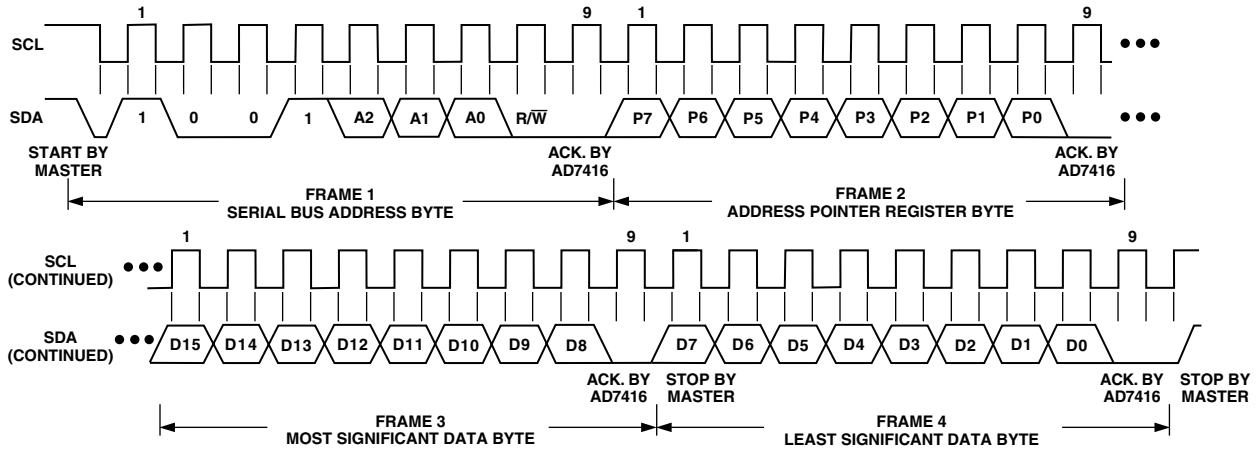 1 9 1 9
SCL
SDA 1 0 0 1 A2 A1 A0 R/W̅ P7 P6 P5 P4 P3 P2 P1 P0
START BY
MASTER
ACK. BY
AD7416
ACK. BY
AD7416
FRAME 1
SERIAL BUS ADDRESS BYTE
FRAME 2
ADDRESS POINTER REGISTER BYTE
1 9 1 9
SCL
(CONTINUED)
SDA
(CONTINUED)
D15 D14 D13 D12 D11 D10 D9 D8 D7 D6 D5 D4 D3 D2 D1 D0
ACK. BY
AD7416
STOP BY
MASTER
ACK. BY
AD7416
STOP BY
MASTER
FRAME 3
MOST SIGNIFICANT DATA BYTE
FRAME 4
LEAST SIGNIFICANT DATA BYTE